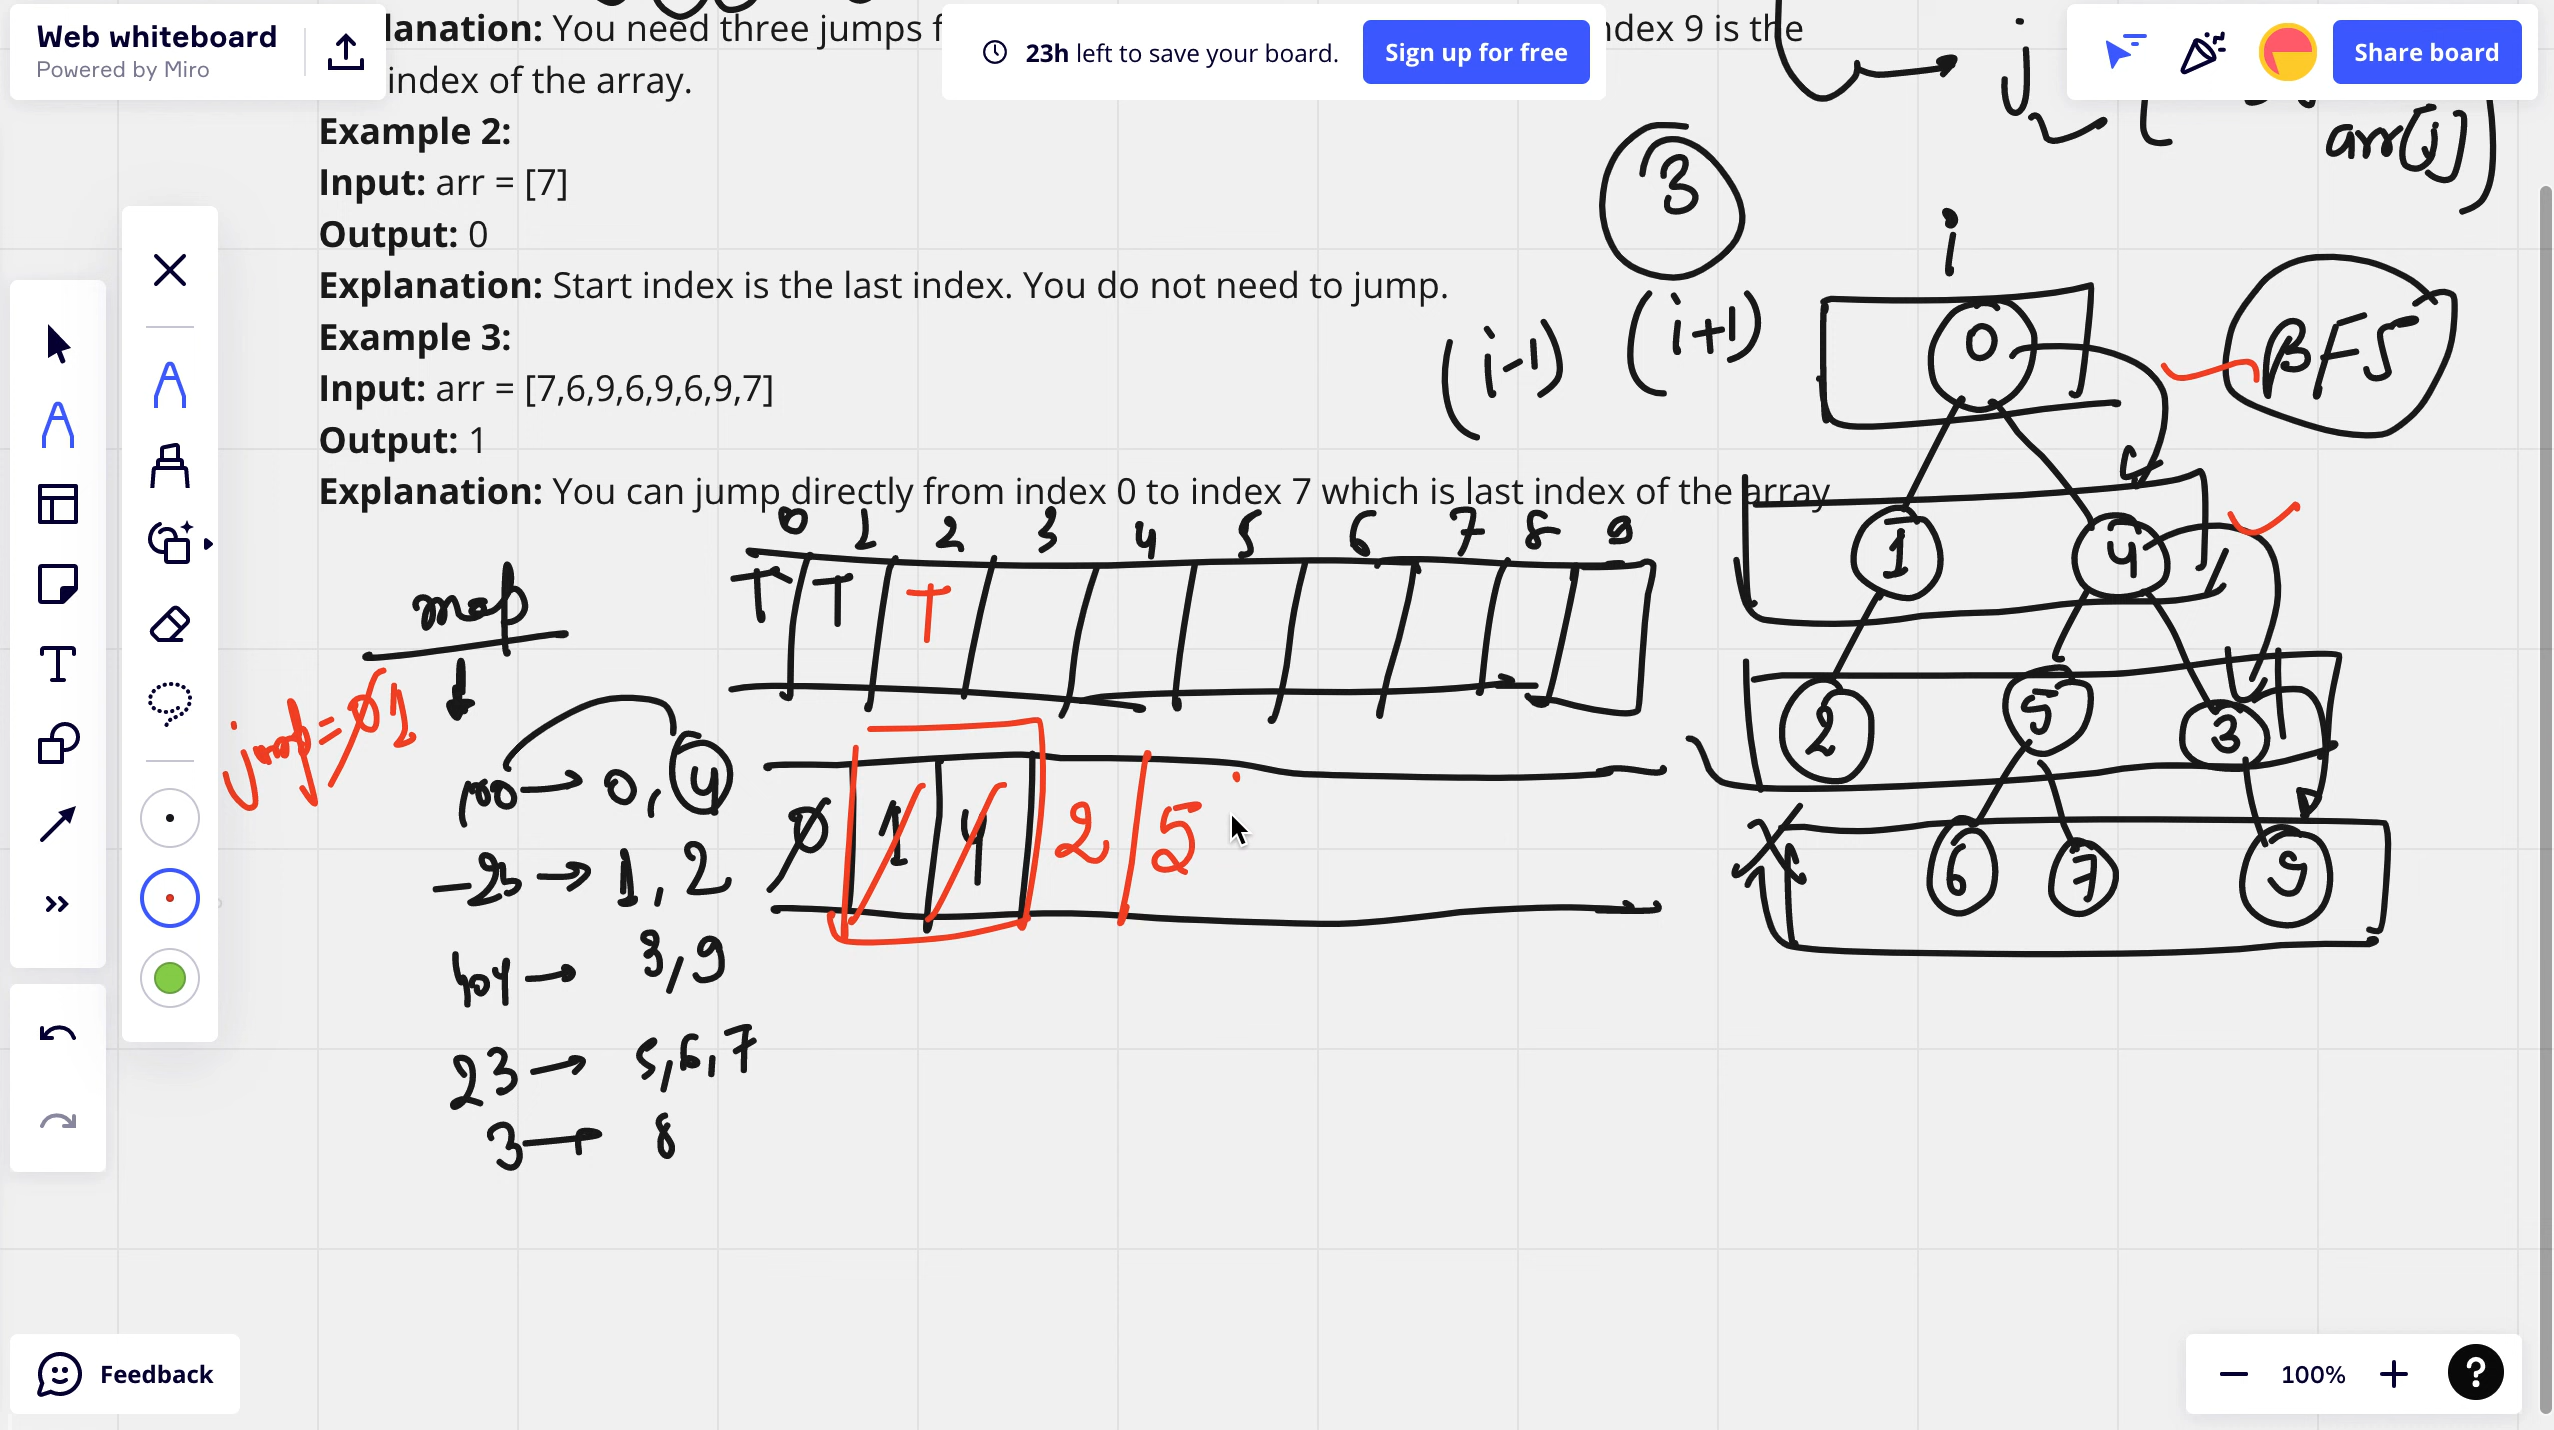 Web whiteboard
Powered by Miro
23h left to save your board.
Sign up for free
Share board
lanation: You need three jumps f
ndex 9 is the
index of the array.
Example 2:
Input: arr = [7]
Output: 0
Explanation: Start index is the last index. You do not need to jump.
Example 3:
Input: arr = [7,6,9,6,9,6,9,7]
Output: 1
Explanation: You can jump directly from index 0 to index 7 which is last index of the array
j
arr(j)
3
i
(i-1) (i+1)
BFS
0
1 4
2 5 3
6 7 9
0 1 2 3 4 5 6 7 8 9
T T T
map
jump = 0 1
100 → 0, 4
-23 → 1, 2
404 → 3, 9
23 → 5, 6, 7
3 → 8
0 1 4 2 5
Feedback
100%
?